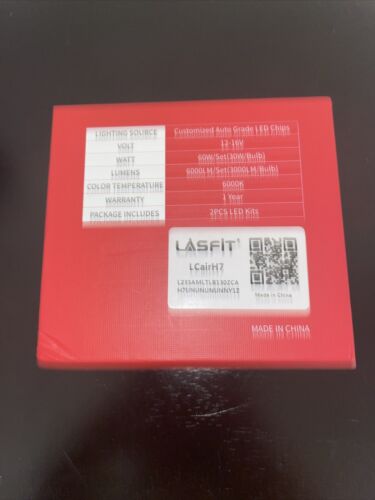 LIGHTING SOURCE Customized Auto Grade LED Chips
VOLT 12-16V
WATT 60W/Set(30W/Bulb)
LUMENS 6000LM/Set(3000LM/Bulb)
COLOR TEMPERATURE 6000K
WARRANTY 1 Year
PACKAGE INCLUDES 2PCS LED Kits
LASFIT
LCairH7
Made in China
MADE IN CHINA